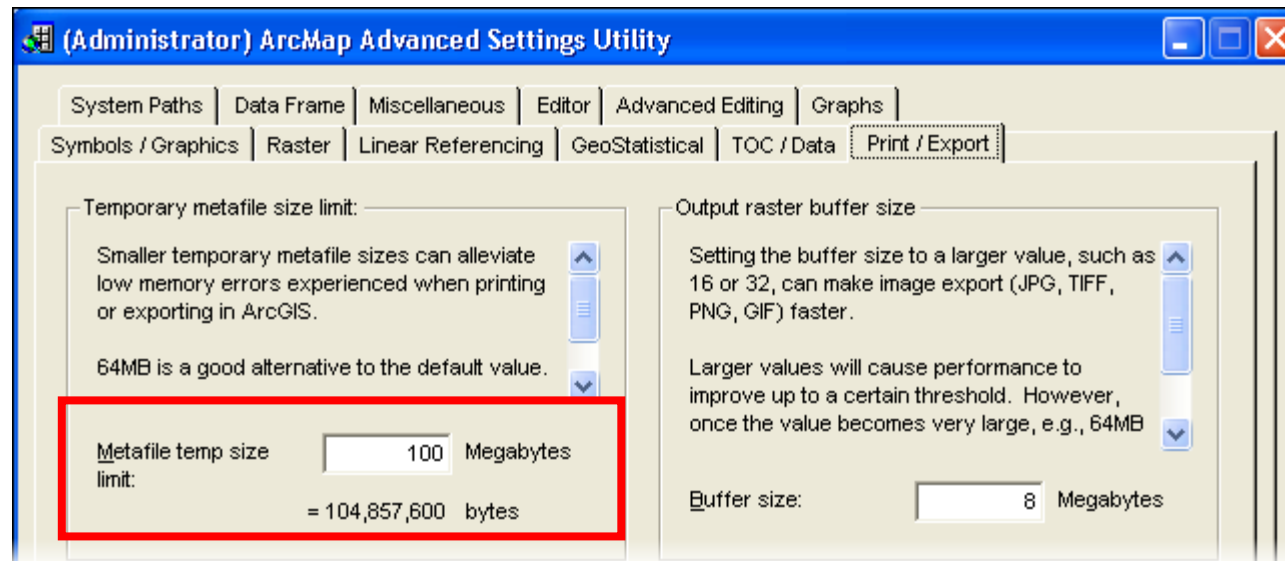 (Administrator) ArcMap Advanced Settings Utility
System Paths
Data Frame
Miscellaneous
Editor
Advanced Editing
Graphs
Symbols / Graphics
Raster
Linear Referencing
GeoStatistical
TOC / Data
Print / Export
Temporary metafile size limit:
Smaller temporary metafile sizes can alleviate
low memory errors experienced when printing
or exporting in ArcGIS.
64MB is a good alternative to the default value.
Metafile temp size
limit:
100 Megabytes
= 104,857,600 bytes
Output raster buffer size
Setting the buffer size to a larger value, such as
16 or 32, can make image export (JPG, TIFF,
PNG, GIF) faster.
Larger values will cause performance to
improve up to a certain threshold. However,
once the value becomes very large, e.g., 64MB
Buffer size: 8 Megabytes